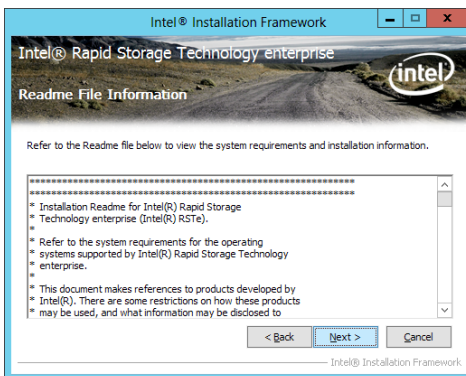 Intel® Installation Framework
Intel® Rapid Storage Technology enterprise
intel
Readme File Information
Refer to the Readme file below to view the system requirements and installation information.
************************************************************
************************************************************
* Installation Readme for Intel(R) Rapid Storage
* Technology enterprise (Intel(R) RSTe).
*
* Refer to the system requirements for the operating
* systems supported by Intel(R) Rapid Storage Technology
* enterprise.
*
* This document makes references to products developed by
* Intel(R). There are some restrictions on how these products
* may be used, and what information may be disclosed to
< Back Next > Cancel
Intel® Installation Framework